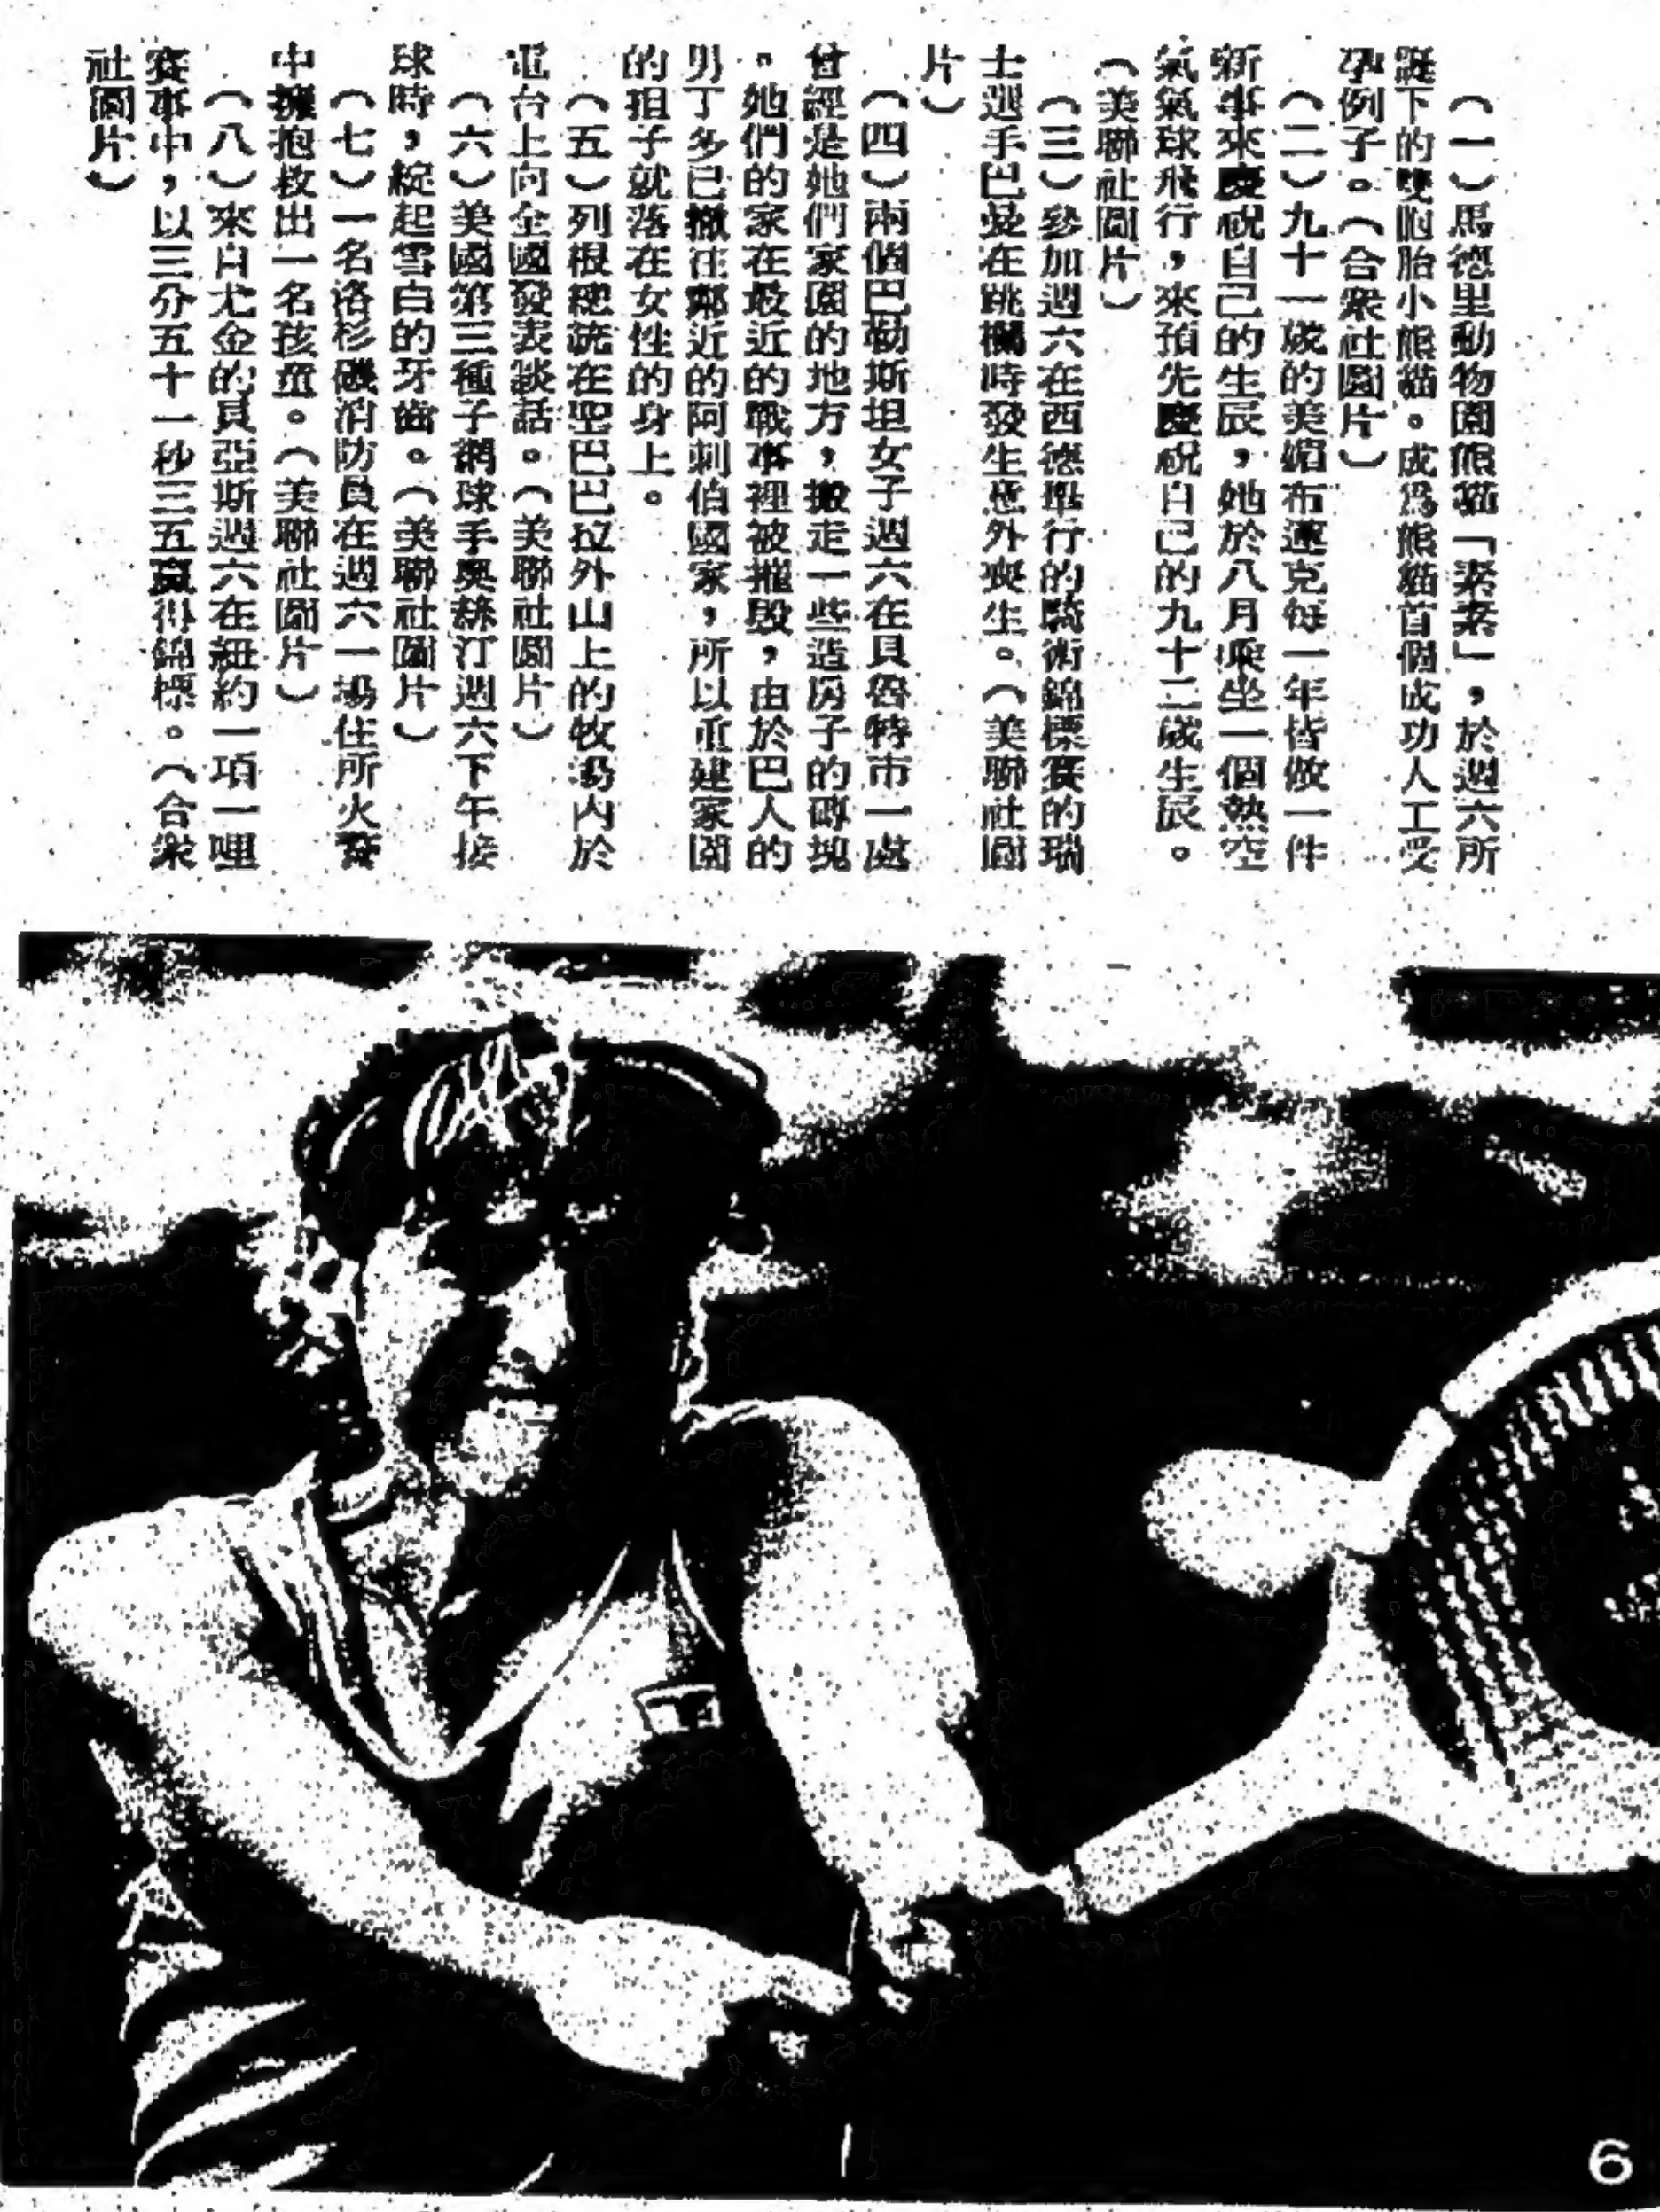 （一）馬德里動物園熊貓「素素」，於週六所
誕下的雙胞胎小熊貓。成爲熊貓首個成功人工受
孕例子。（合衆社圖片）
（二）九十一歲的美媚布連克每一年皆做一件
新事來慶祝自己的生辰，她於八月乘坐一個熱空
氣氣球飛行，來預先慶祝自己的九十二歲生辰。
（美聯社圖片）
（三）參加週六在西德舉行的騎術錦標賽的瑞
士選手巴曼在跳欄時發生意外喪生。（美聯社圖
片）
（四）兩個巴勒斯坦女子週六在貝魯特市一處
曾經是她們家園的地方，搬走一些造房子的磚塊
。她們的家在最近的戰事裡被摧毀，由於巴人的
男丁多已撤往鄰近的阿刺伯國家，所以重建家園
的担子就落在女性的身上。
（五）列根總統在聖巴巴巴拉外山上的牧場內於
電台上向全國發表談話。（美聯社圖片）
（六）美國第三種子網球手奧絲汀週六下午接
球時，綻起雪白的牙齒。（美聯社圖片）
（七）一名洛杉磯消防員在週六一場住所火警
中擁抱救出一名孩童。（美聯社圖片）
（八）來自尤金的貝亞斯週六在紐約一項一哩
賽事中，以三分五十一秒三五贏得錦標。（合衆
社圖片）
6